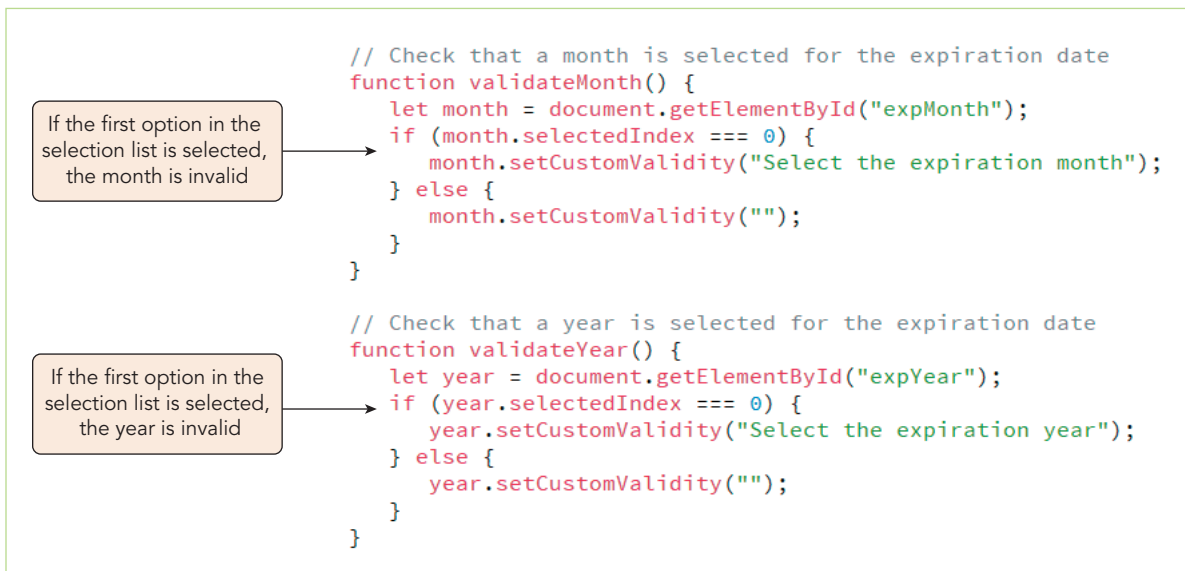 // Check that a month is selected for the expiration date
function validateMonth() {
let month = document.getElementById("expMonth");
If the first option in the
selection list is selected,
the month is invalid
if (month.selectedIndex === 0) {
month.setCustomValidity("Select the expiration month");
} else {
month.setCustomValidity("");
}
}
// Check that a year is selected for the expiration date
function validateYear() {
let year = document.getElementById("expYear");
If the first option in the
selection list is selected,
the year is invalid
if (year.selectedIndex === 0) {
year.setCustomValidity("Select the expiration year");
} else {
year.setCustomValidity("");
}
}